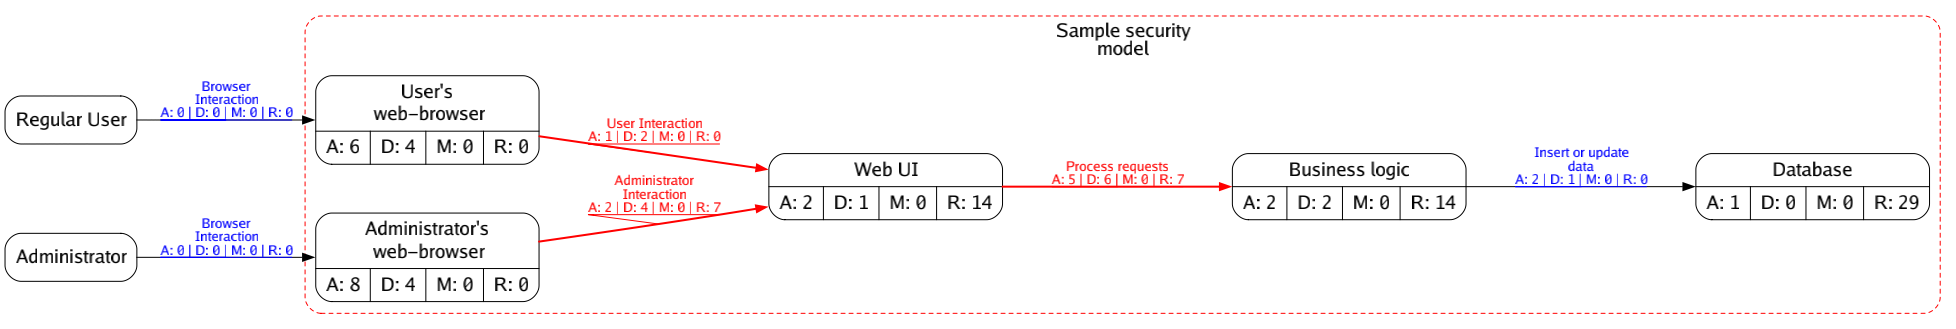 Sample security
model
Regular User
Browser
Interaction
A: 0 | D: 0 | M: 0 | R: 0
User's
web-browser
A: 6 D: 4 M: 0 R: 0
User Interaction
A: 1 | D: 2 | M: 0 | R: 0
Administrator
Browser
Interaction
A: 0 | D: 0 | M: 0 | R: 0
Administrator's
web-browser
A: 8 D: 4 M: 0 R: 0
Administrator
Interaction
A: 2 | D: 4 | M: 0 | R: 7
Web UI
A: 2 D: 1 M: 0 R: 14
Process requests
A: 5 | D: 6 | M: 0 | R: 7
Business logic
A: 2 D: 2 M: 0 R: 14
Insert or update
data
A: 2 | D: 1 | M: 0 | R: 0
Database
A: 1 D: 0 M: 0 R: 29